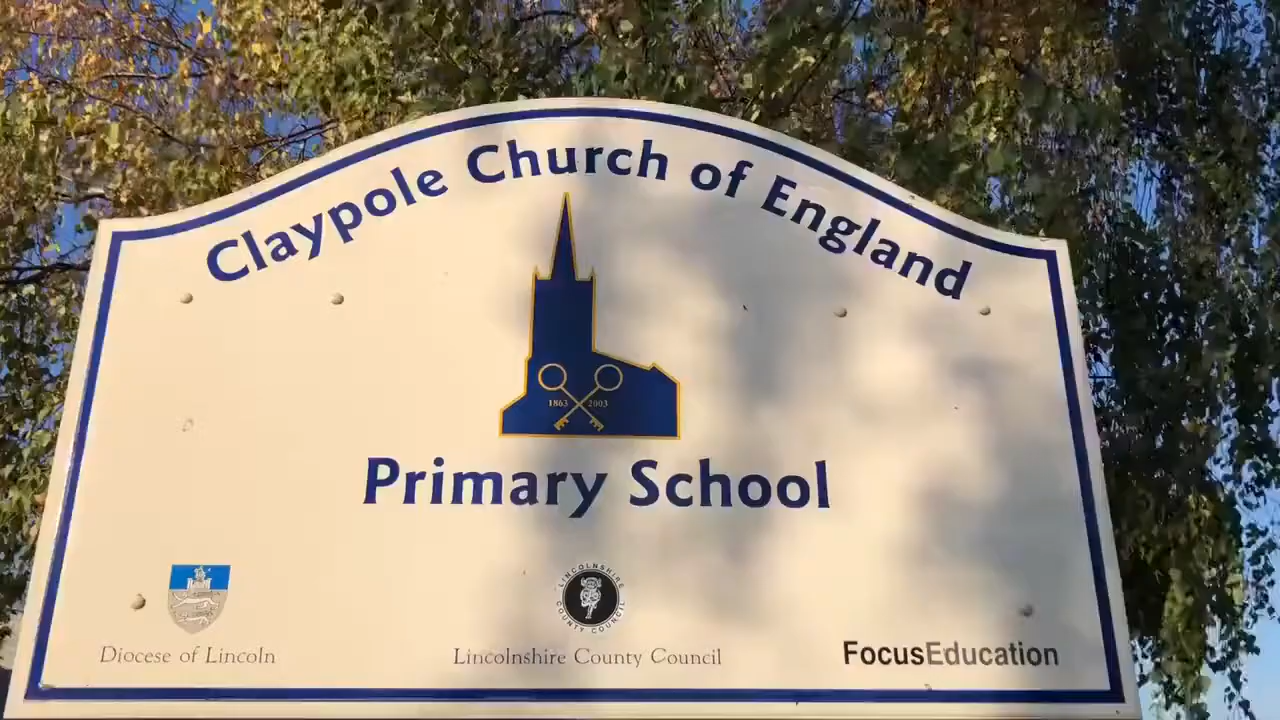 Claypole Church of England
1863 2003
Primary School
LINCOLNSHIRE
COUNTY COUNCIL
Diocese of Lincoln
Lincolnshire County Council
FocusEducation